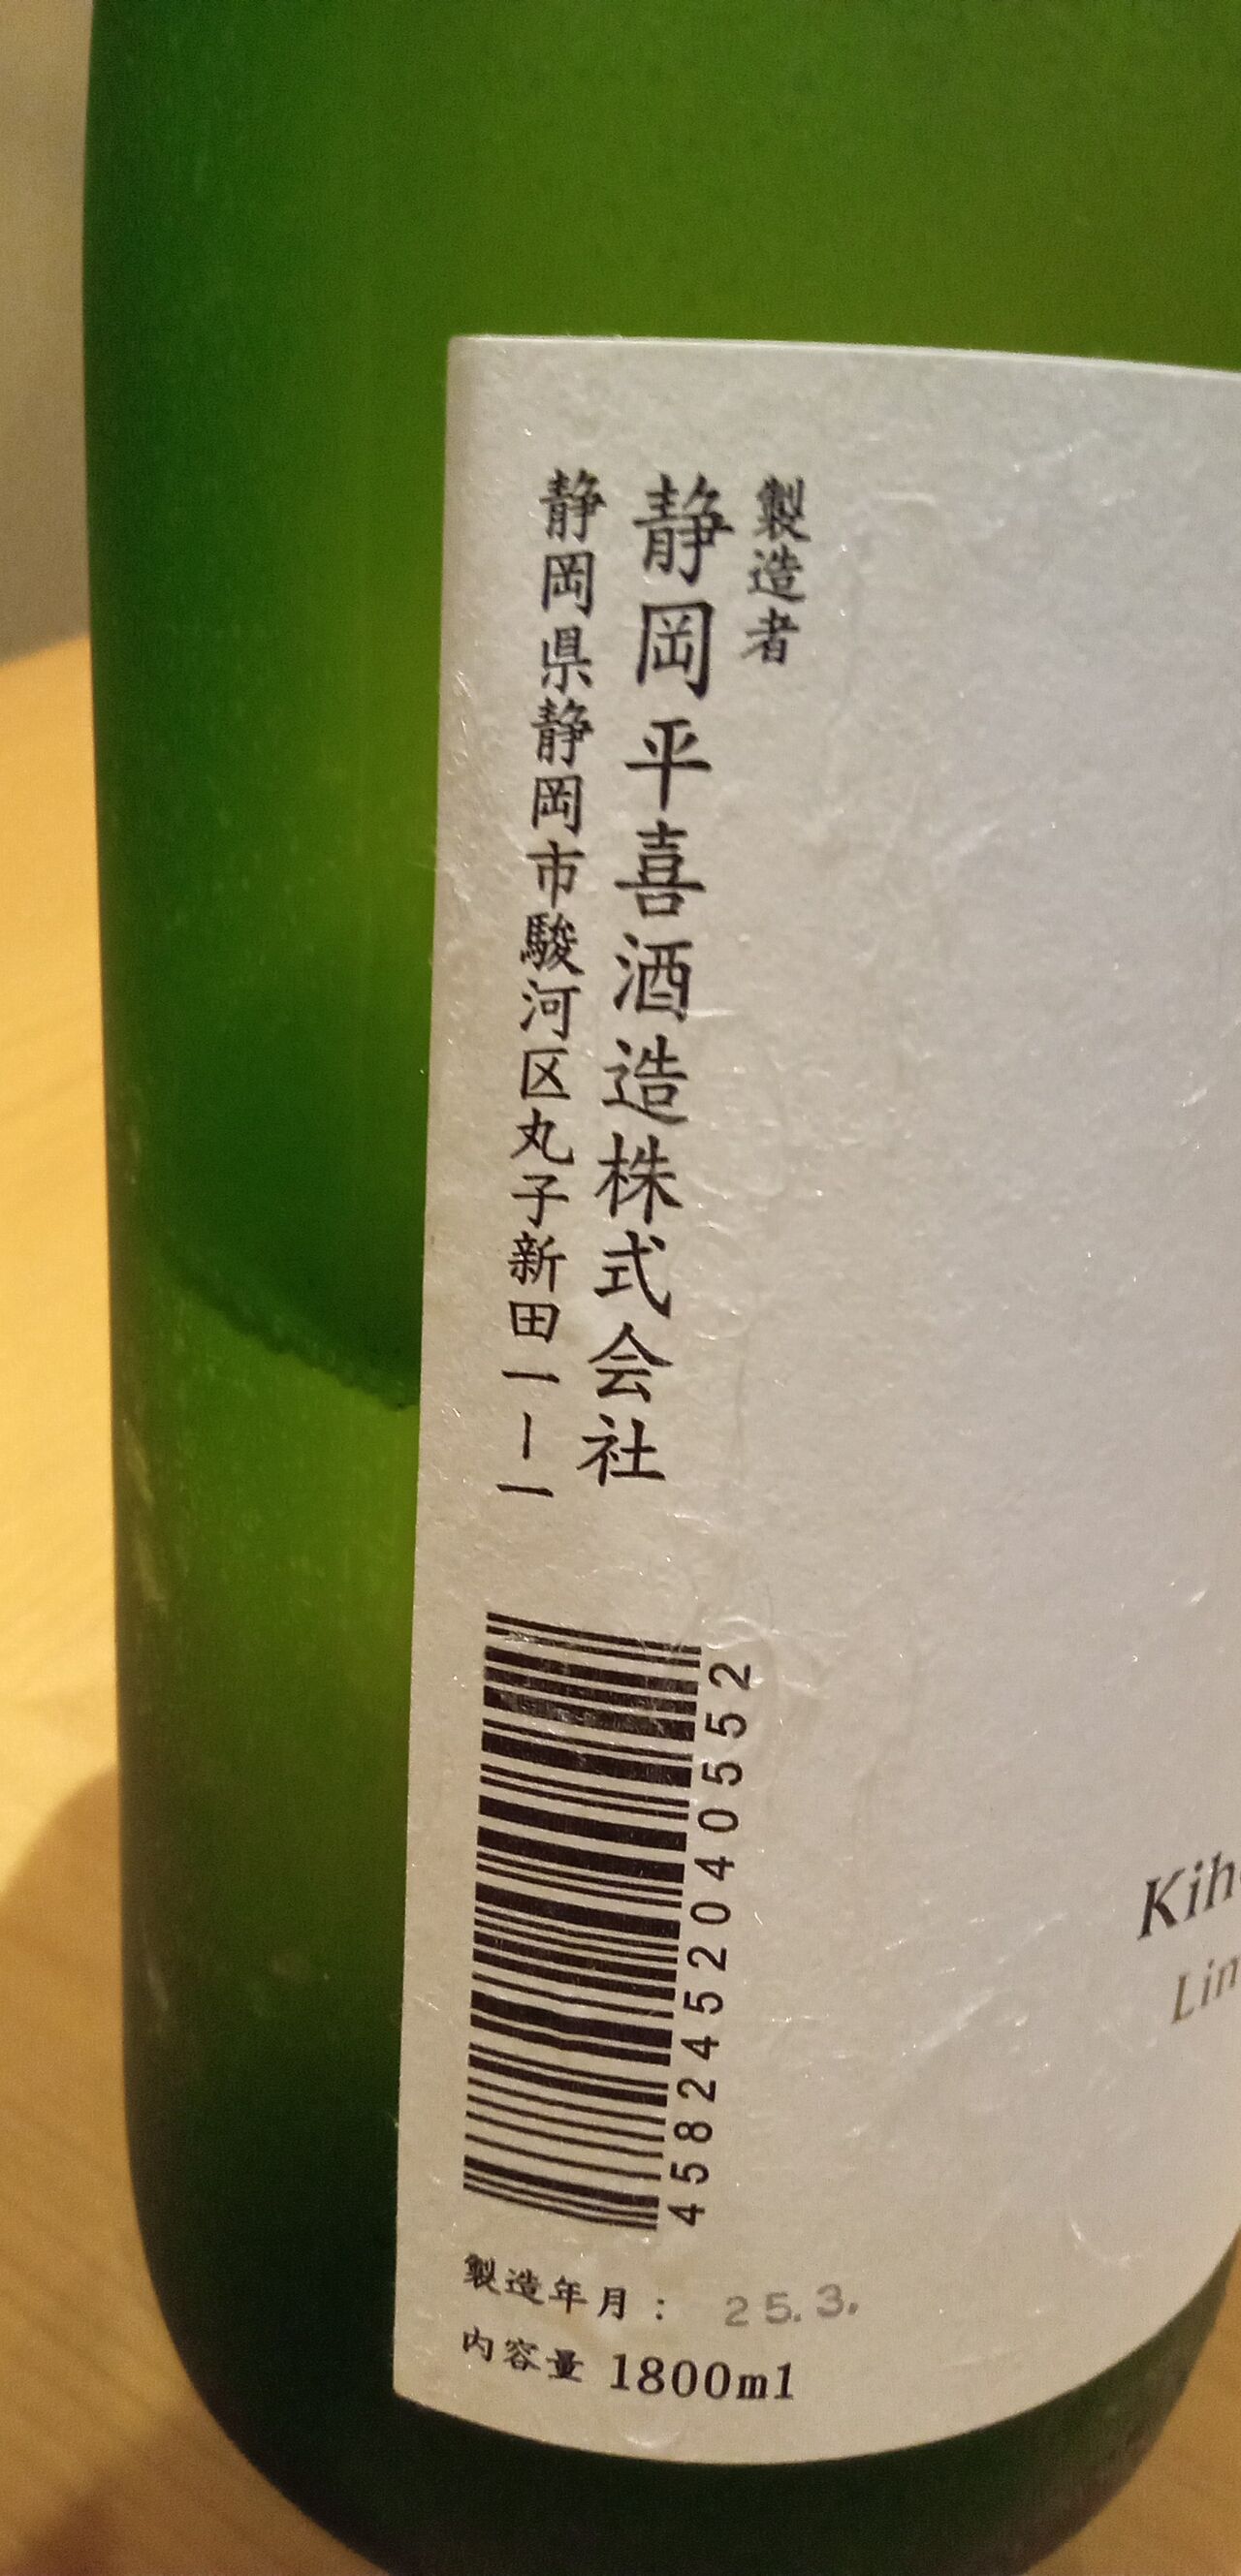 製造者
静岡平喜酒造株式会社
静岡県静岡市駿河区丸子新田一ー一
4582452040552
製造年月： 25.3.
内容量 1800ml